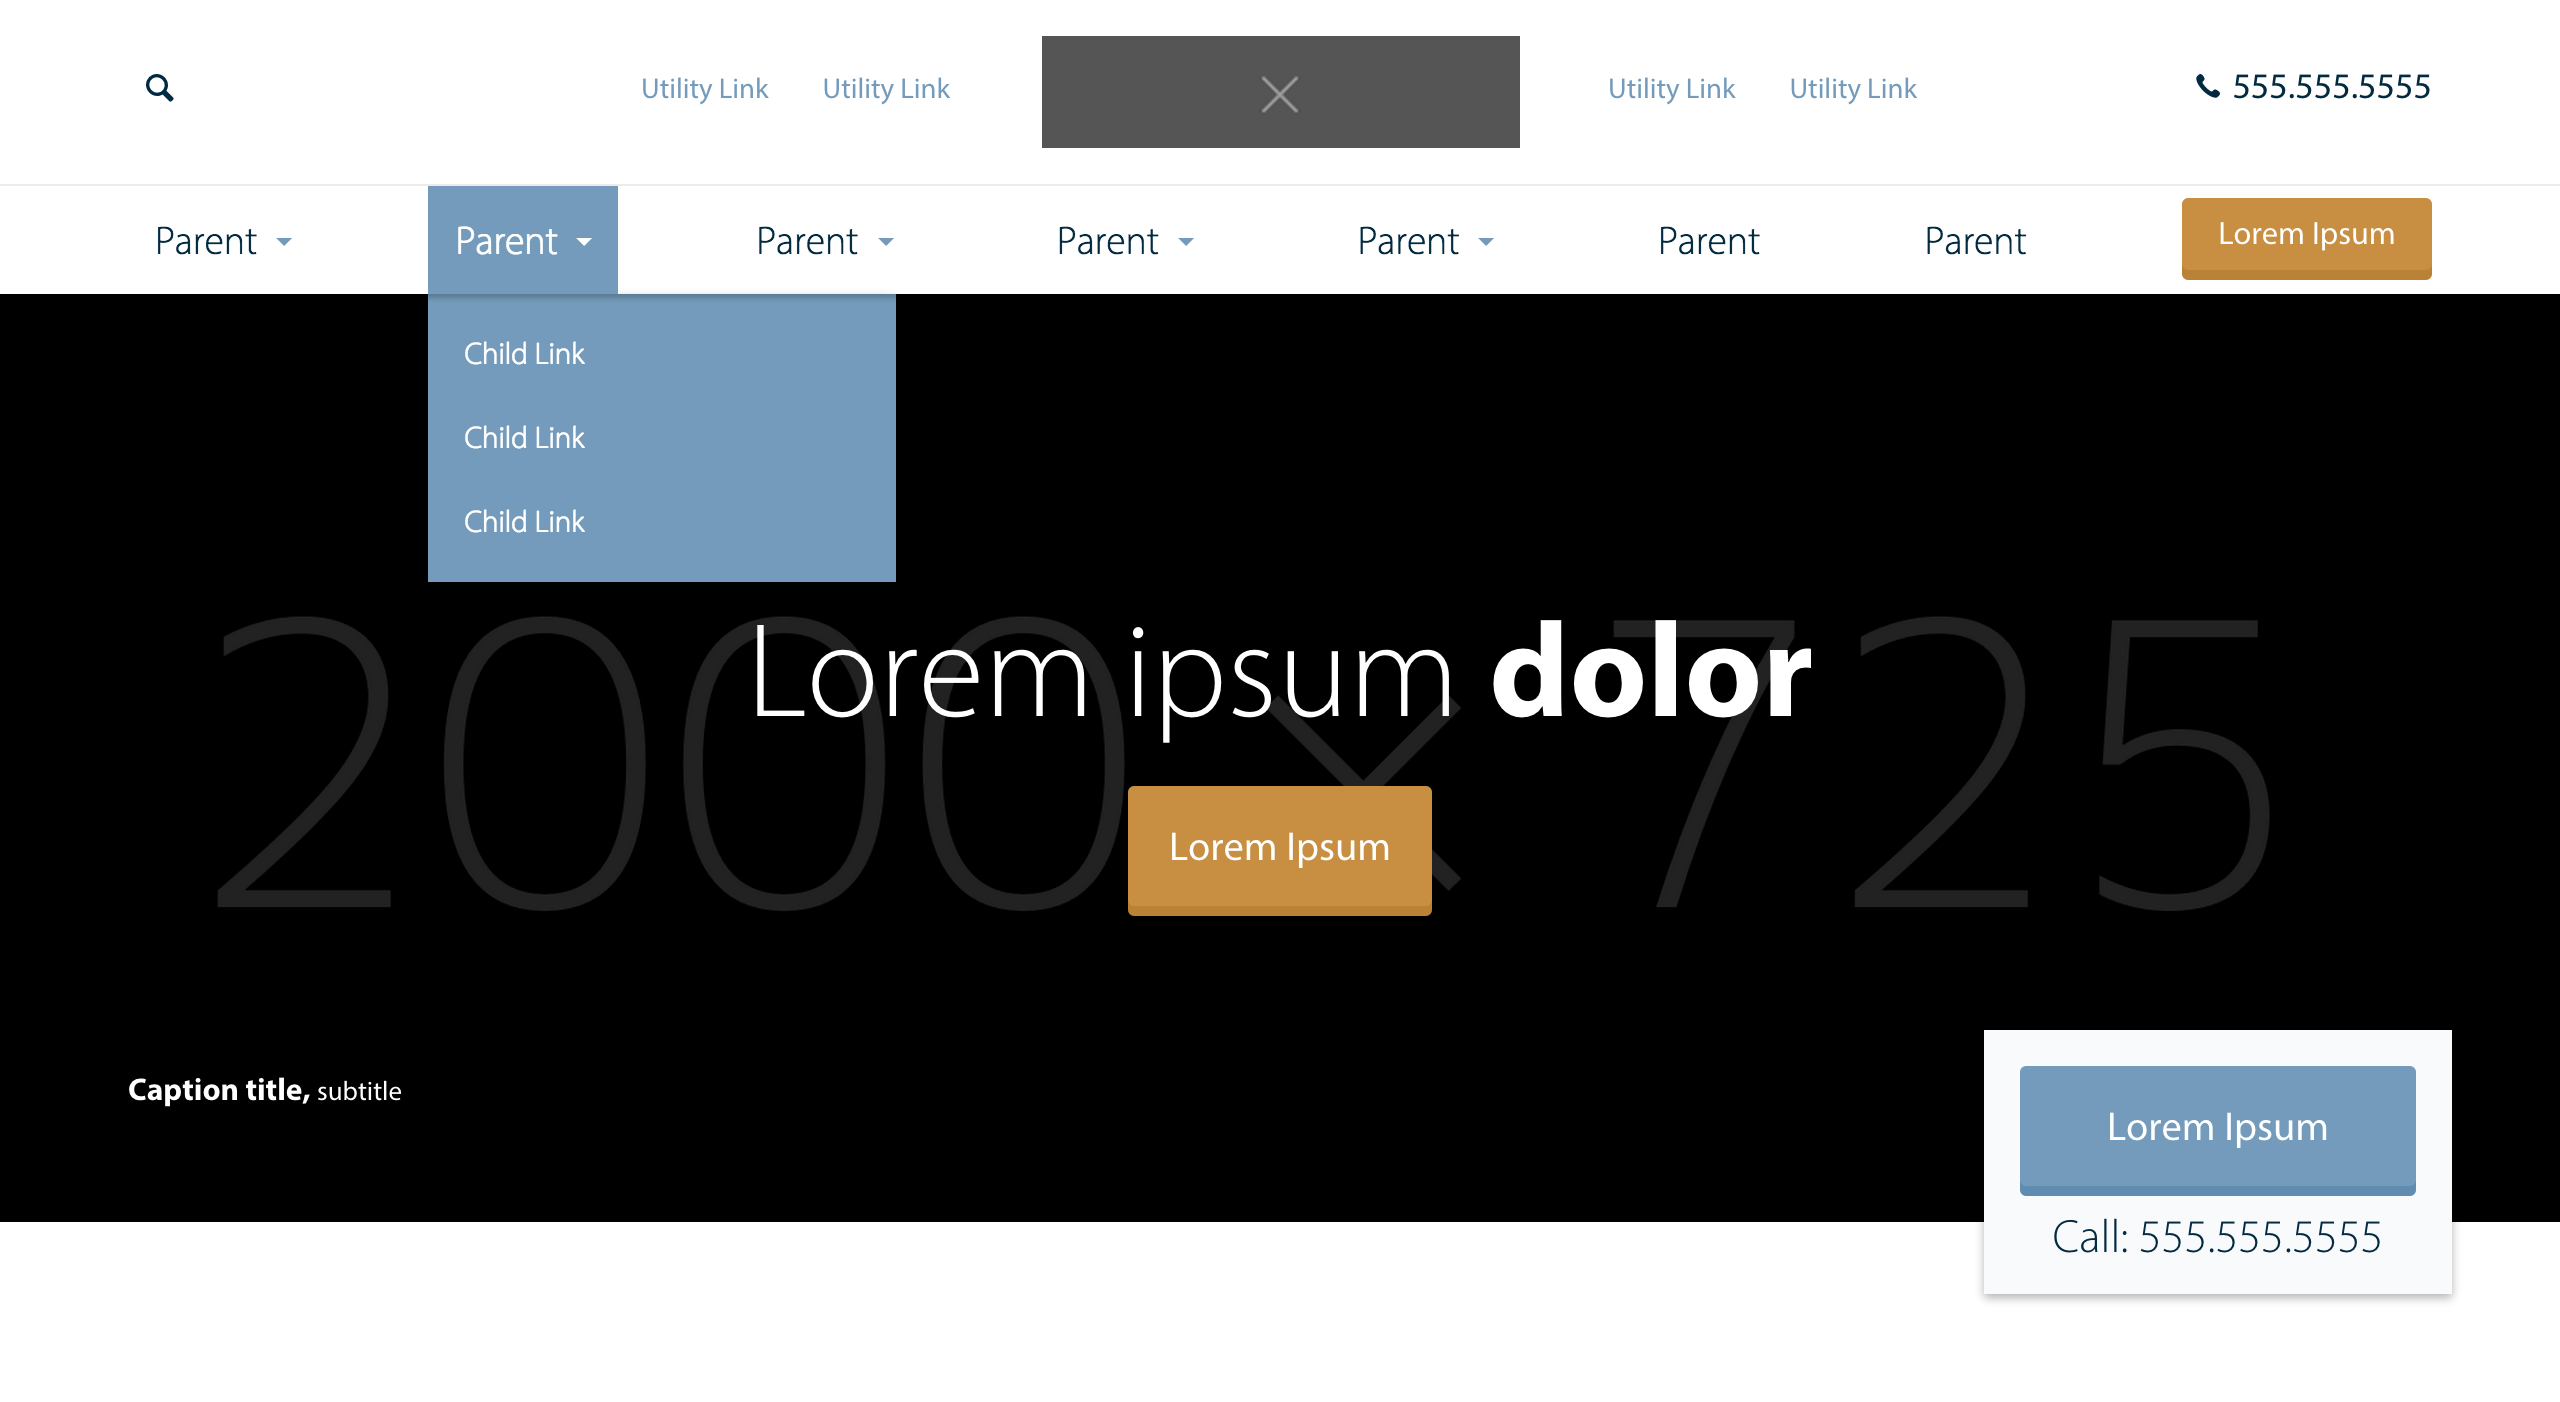 Utility Link Utility Link Utility Link Utility Link 555.555.5555
Parent Parent Parent Parent Parent Parent Parent Lorem Ipsum
Child Link
Child Link
Child Link
2000 × 725
Lorem ipsum dolor
Lorem Ipsum
Caption title, subtitle
Lorem Ipsum
Call: 555.555.5555